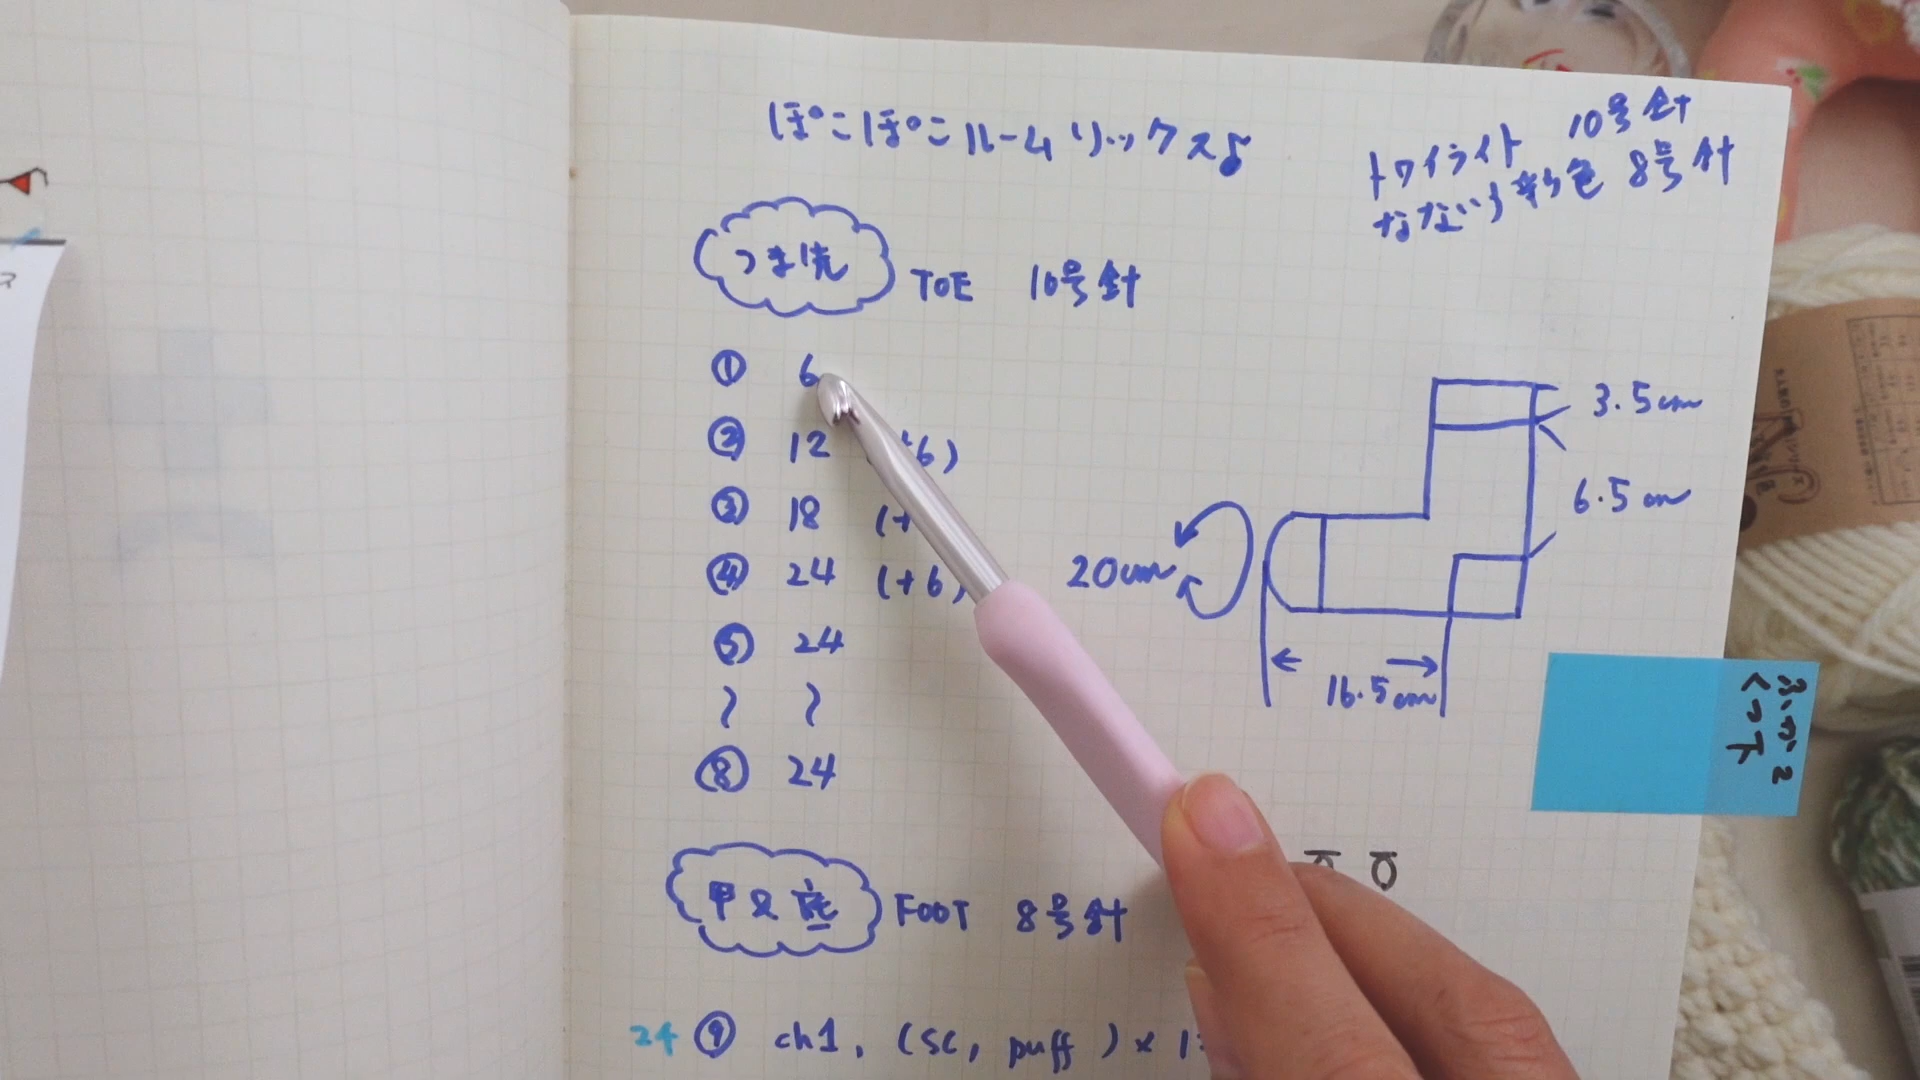 ぽこぽこルームソックス♪
トワイライト 10号針
なないろ彩色 8号針
つま先 TOE 10号針
① 6
② 12 6)
③ 18 (+
④ 24 (+6)
⑤ 24
〜 〜
⑧ 24
3.5cm
6.5cm
20cm
16.5cm
甲と底 FOOT 8号針
24 ⑨ ch1, (sc, puff) × 1